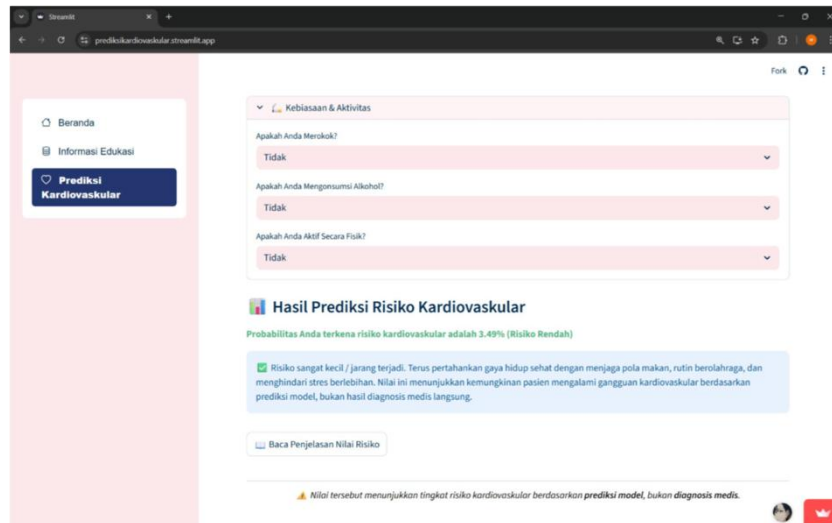 Streamlit
prediksikardiovaskular.streamlit.app
Fork
Beranda
Informasi Edukasi
Prediksi
Kardiovaskular
Kebiasaan & Aktivitas
Apakah Anda Merokok?
Tidak
Apakah Anda Mengonsumsi Alkohol?
Tidak
Apakah Anda Aktif Secara Fisik?
Tidak
Hasil Prediksi Risiko Kardiovaskular
Probabilitas Anda terkena risiko kardiovaskular adalah 3.49% (Risiko Rendah)
Risiko sangat kecil / jarang terjadi. Terus pertahankan gaya hidup sehat dengan menjaga pola makan, rutin berolahraga, dan
menghindari stres berlebihan. Nilai ini menunjukkan kemungkinan pasien mengalami gangguan kardiovaskular berdasarkan
prediksi model, bukan hasil diagnosis medis langsung.
Baca Penjelasan Nilai Risiko
Nilai tersebut menunjukkan tingkat risiko kardiovaskular berdasarkan prediksi model, bukan diagnosis medis.